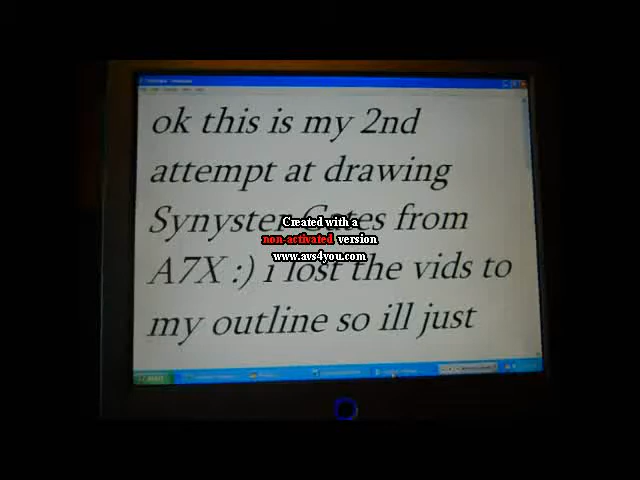 ok this is my 2nd
attempt at drawing
Synyster Gates from
A7X :) i lost the vids to
my outline so ill just
Created with a
non-activated version
www.avs4you.com